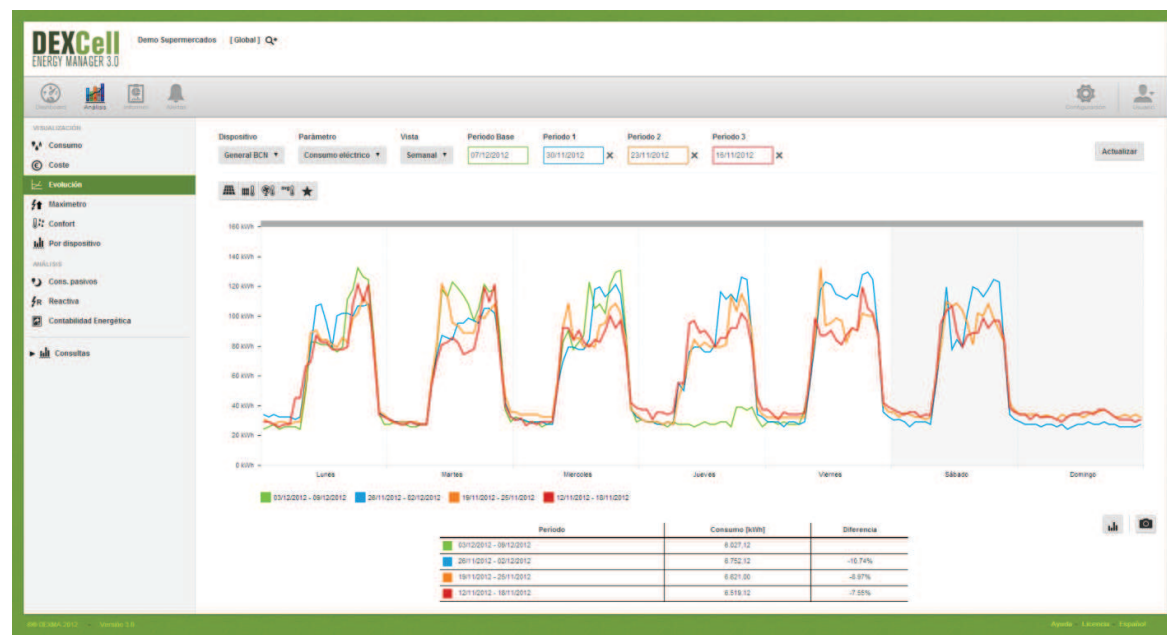 DEXCell
ENERGY MANAGER 3.0
Demo Supermercados [ Global ]
Análisis
VISUALIZACIÓN
Consumo
Coste
Evolución
Maxímetro
Confort
Por dispositivo
ANÁLISIS
Cons. pasivos
Reactiva
Contabilidad Energética
Consultas
Dispositivo Parámetro Vista Periodo Base Periodo 1 Periodo 2 Periodo 3
General BCN Consumo eléctrico Semanal 07/12/2012 30/11/2012 23/11/2012 16/11/2012 Actualizar
160 kWh
140 kWh
120 kWh
100 kWh
80 kWh
60 kWh
40 kWh
20 kWh
0 kWh
Lunes Martes Miercoles Jueves Viernes Sábado Domingo
03/12/2012 - 09/12/2012 26/11/2012 - 02/12/2012 19/11/2012 - 25/11/2012 12/11/2012 - 18/11/2012
Periodo Consumo [kWh] Diferencia
03/12/2012 - 09/12/2012 6.027,12
26/11/2012 - 02/12/2012 6.752,12 -10.74%
19/11/2012 - 25/11/2012 6.621,00 -8.97%
12/11/2012 - 18/11/2012 6.519,12 -7.55%
Ayuda - Licencia - Español